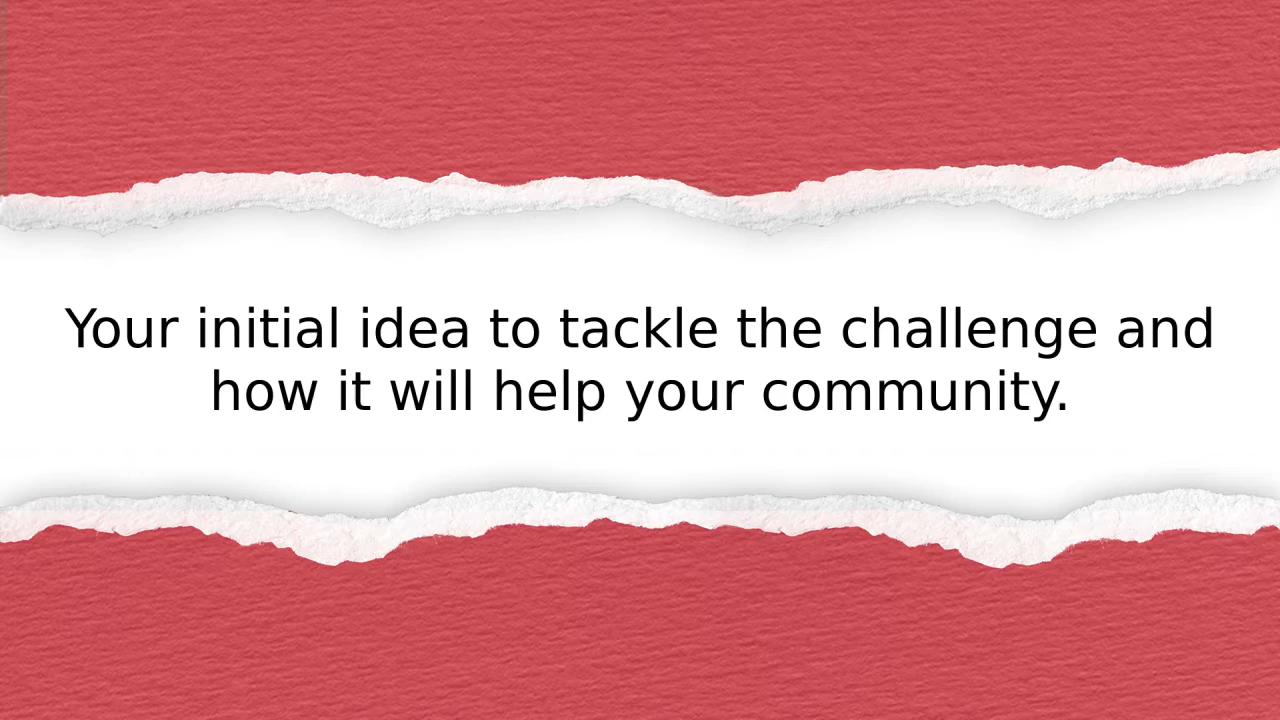 Your initial idea to tackle the challenge and
how it will help your community.